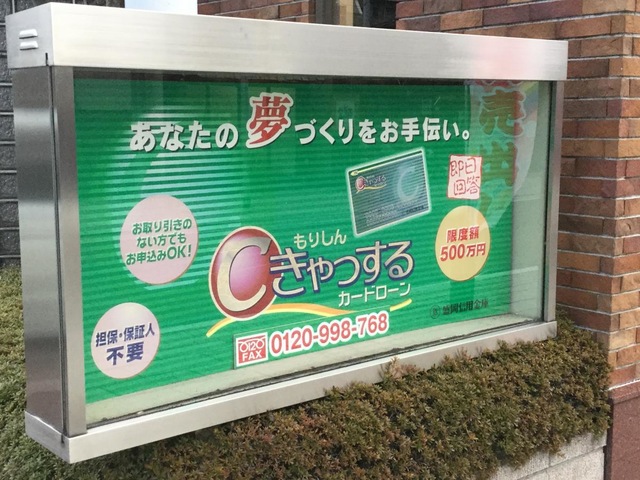 あなたの夢づくりをお手伝い。
即日
回答
お取り引きの
ない方でも
お申込みOK!
もりしん
Cきゃっする
カードローン
限度額
500万円
担保・保証人
不要
0120
FAX
0120-998-768
盛岡信用金庫
売出